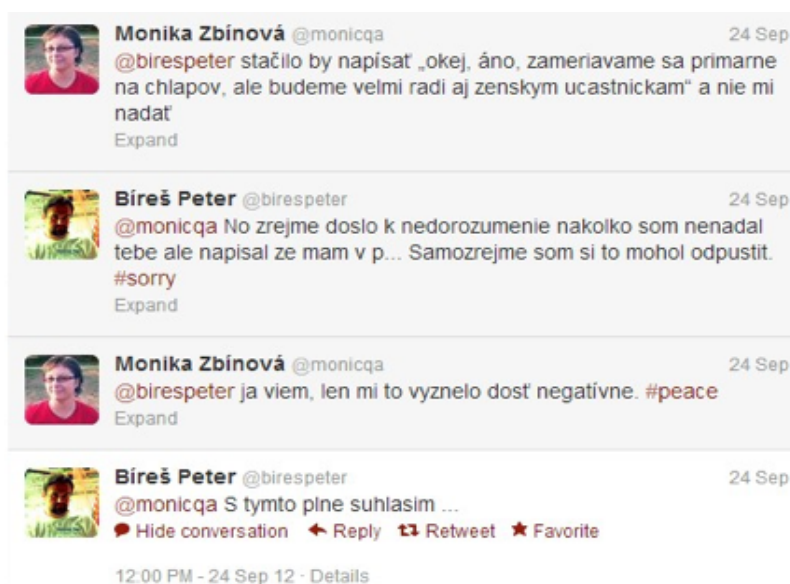 Monika Zbínová @monicqa 24 Sep
@birespeter stačilo by napísať „okej, áno, zameriavame sa primarne
na chlapov, ale budeme velmi radi aj zenskym ucastnickam“ a nie mi
nadať
Expand
Bíreš Peter @birespeter 24 Sep
@monicqa No zrejme doslo k nedorozumenie nakolko som nenadal
tebe ale napisal ze mam v p... Samozrejme som si to mohol odpustit.
#sorry
Expand
Monika Zbínová @monicqa 24 Sep
@birespeter ja viem, len mi to vyznelo dosť negatívne. #peace
Expand
Bíreš Peter @birespeter 24 Sep
@monicqa S tymto plne suhlasim ...
Hide conversation Reply Retweet Favorite
12:00 PM - 24 Sep 12 · Details